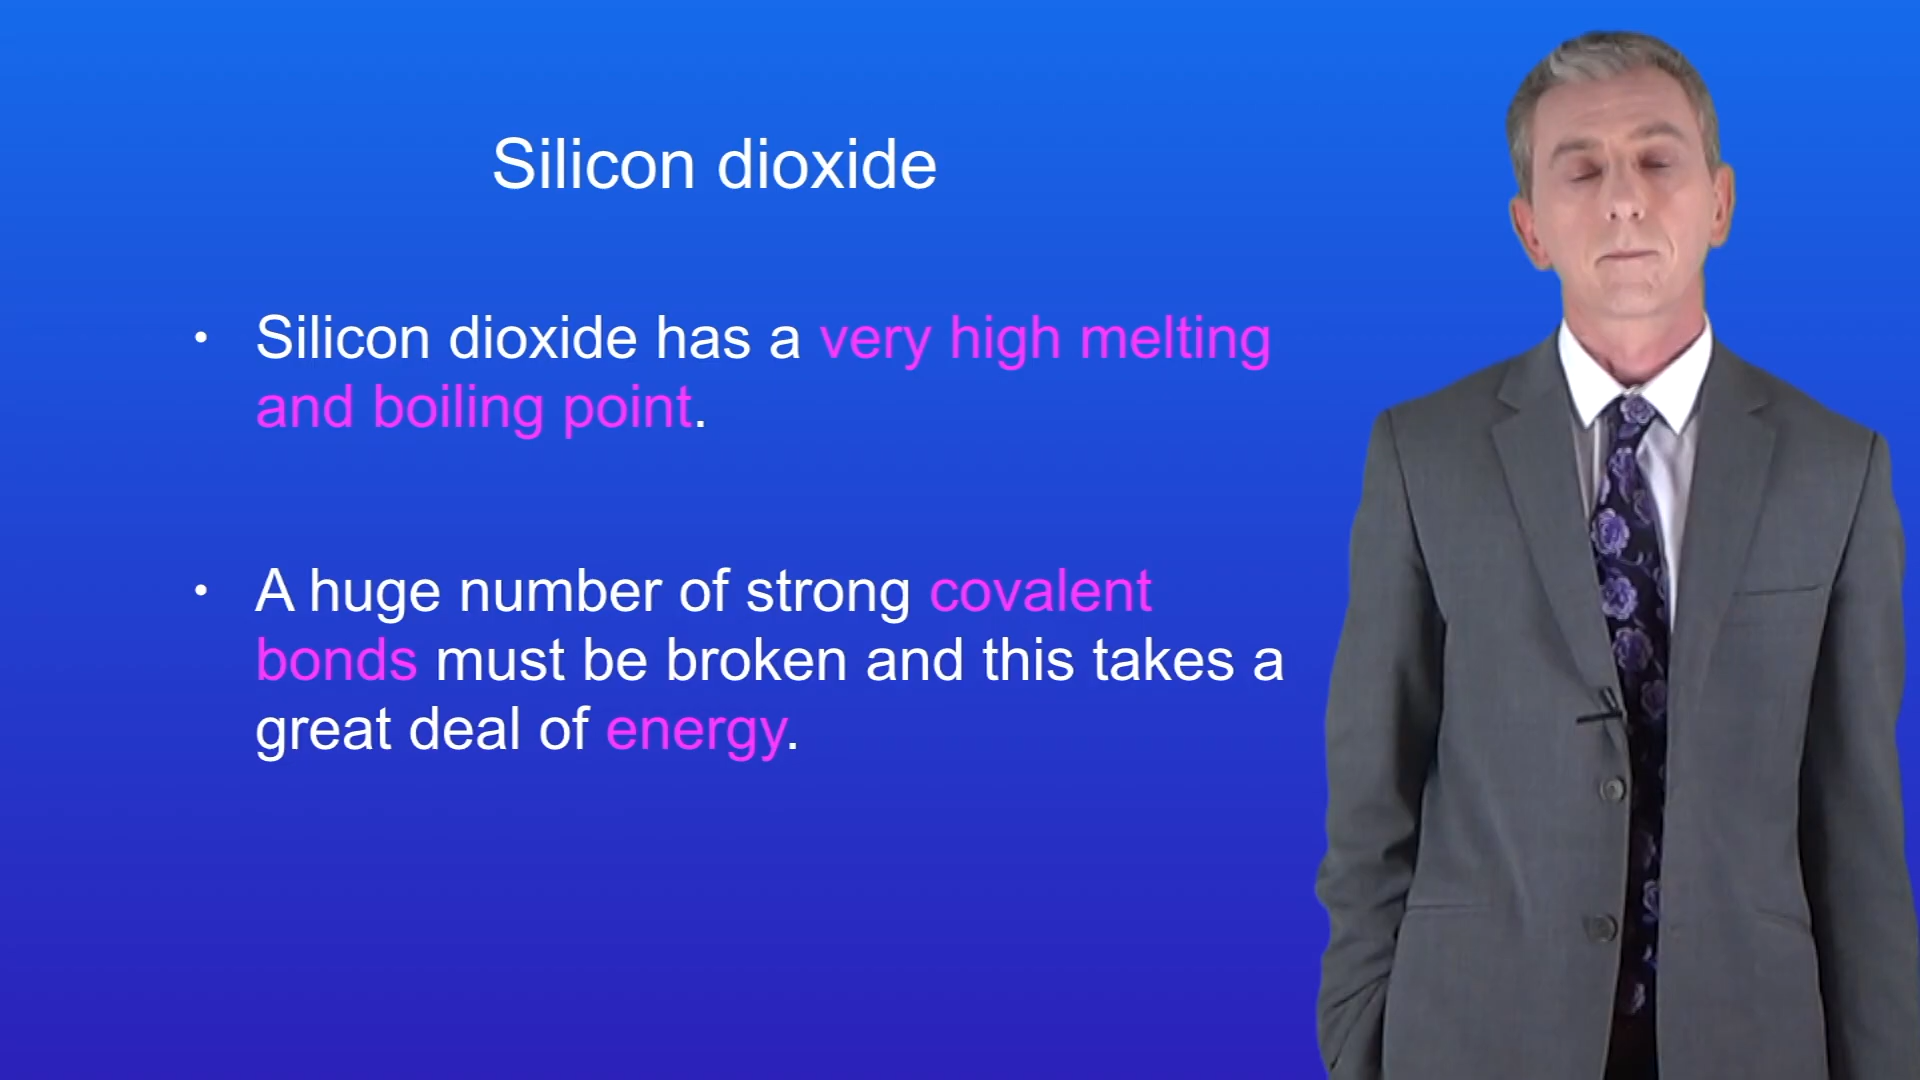 Silicon dioxide
• Silicon dioxide has a very high melting
and boiling point.
• A huge number of strong covalent
bonds must be broken and this takes a
great deal of energy.